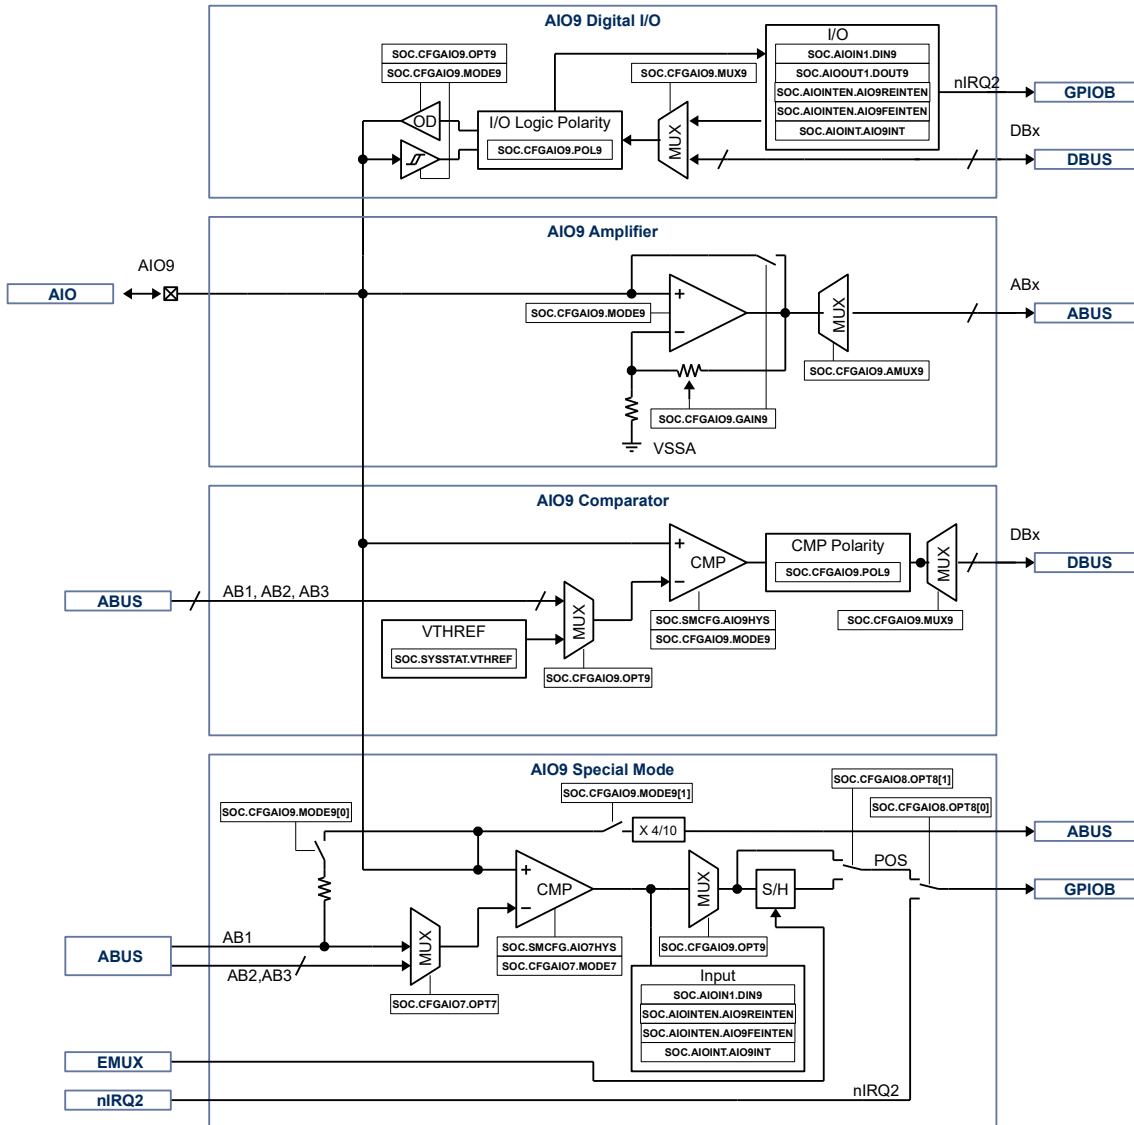 AIO9 Digital I/O
SOC.CFGAIO9.OPT9
SOC.CFGAIO9.MODE9
OD
I/O Logic Polarity
SOC.CFGAIO9.POL9
SOC.CFGAIO9.MUX9
MUX
I/O
SOC.AIOIN1.DIN9
SOC.AIOOUT1.DOUT9
SOC.AIOINTEN.AIO9REINTEN
SOC.AIOINTEN.AIO9FEINTEN
SOC.AIOINT.AIO9INT
nIRQ2
GPIOB
DBx
DBUS
AIO9 Amplifier
AIO
AIO9
SOC.CFGAIO9.MODE9
+
−
MUX
SOC.CFGAIO9.AMUX9
SOC.CFGAIO9.GAIN9
VSSA
ABx
ABUS
AIO9 Comparator
ABUS
AB1, AB2, AB3
VTHREF
SOC.SYSSTAT.VTHREF
MUX
SOC.CFGAIO9.OPT9
+
−
CMP
SOC.SMCFG.AIO9HYS
SOC.CFGAIO9.MODE9
CMP Polarity
SOC.CFGAIO9.POL9
MUX
SOC.CFGAIO9.MUX9
DBx
DBUS
AIO9 Special Mode
SOC.CFGAIO9.MODE9[0]
SOC.CFGAIO9.MODE9[1]
X 4/10
SOC.CFGAIO8.OPT8[1]
SOC.CFGAIO8.OPT8[0]
ABUS
POS
GPIOB
+
−
CMP
SOC.SMCFG.AIO7HYS
SOC.CFGAIO7.MODE7
MUX
SOC.CFGAIO9.OPT9
S/H
ABUS
AB1
AB2,AB3
MUX
SOC.CFGAIO7.OPT7
Input
SOC.AIOIN1.DIN9
SOC.AIOINTEN.AIO9REINTEN
SOC.AIOINTEN.AIO9FEINTEN
SOC.AIOINT.AIO9INT
EMUX
nIRQ2
nIRQ2